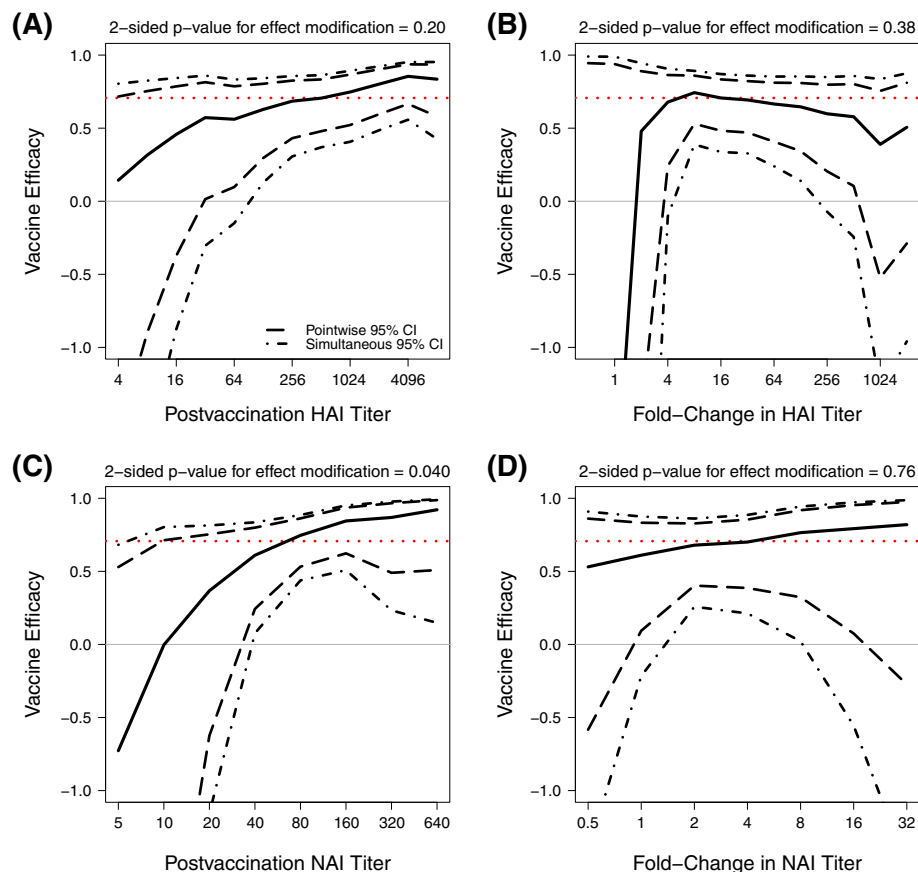 (A)
2−sided p−value for effect modification = 0.20
1.0
0.5
0.0
−0.5
−1.0
Vaccine Efficacy
Pointwise 95% CI
Simultaneous 95% CI
4 16 64 256 1024 4096
Postvaccination HAI Titer
(B)
2−sided p−value for effect modification = 0.38
1.0
0.5
0.0
−0.5
−1.0
Vaccine Efficacy
1 4 16 64 256 1024
Fold−Change in HAI Titer
(C)
2−sided p−value for effect modification = 0.040
1.0
0.5
0.0
−0.5
−1.0
Vaccine Efficacy
5 10 20 40 80 160 320 640
Postvaccination NAI Titer
(D)
2−sided p−value for effect modification = 0.76
1.0
0.5
0.0
−0.5
−1.0
Vaccine Efficacy
0.5 1 2 4 8 16 32
Fold−Change in NAI Titer